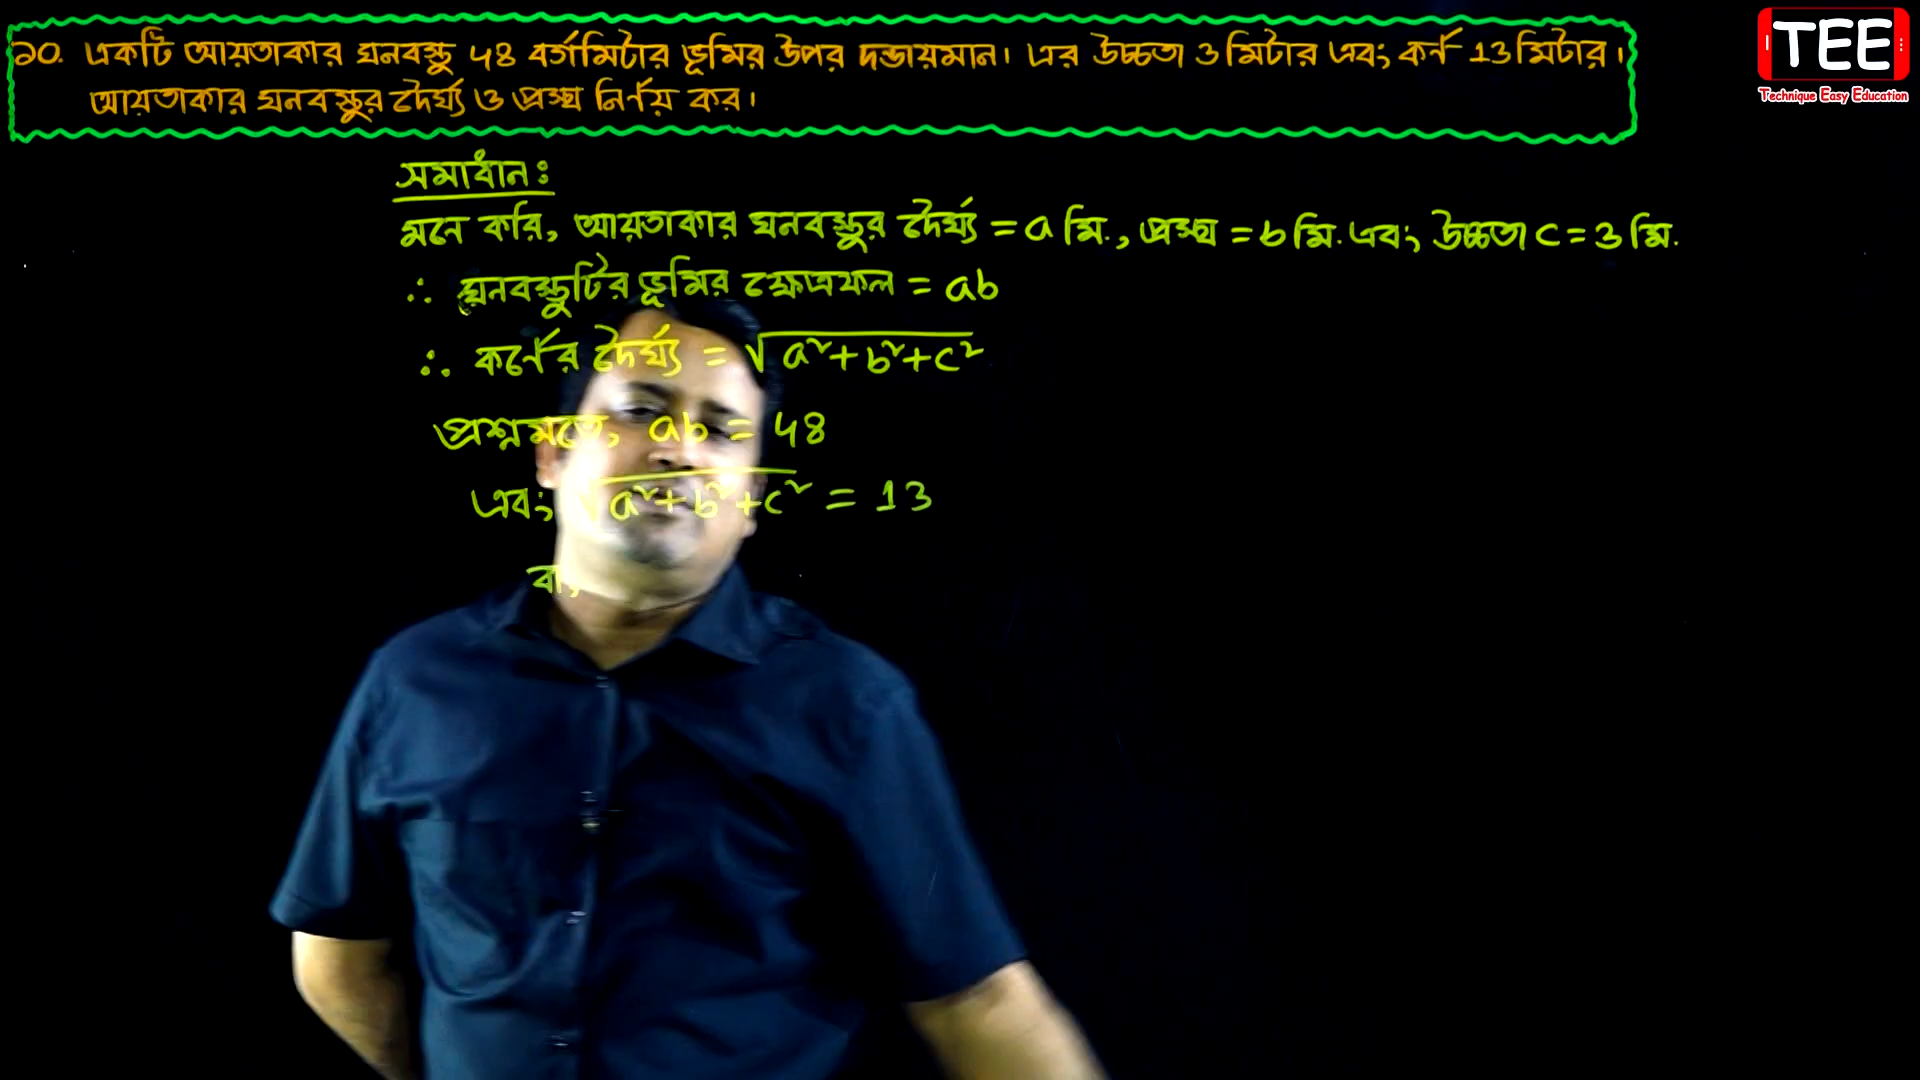 ১০. একটি আয়তাকার ঘনবস্তু 48 বর্গমিটার ভূমির উপর দন্ডায়মান। এর উচ্চতা 3 মিটার এবং কর্ণ 13 মিটার।
আয়তাকার ঘনবস্তুর দৈর্ঘ্য ও প্রস্থ নির্ণয় কর।
TEE
Technique Easy Education
সমাধান:
মনে করি, আয়তাকার ঘনবস্তুর দৈর্ঘ্য = a মি., প্রস্থ = b মি. এবং উচ্চতা c = 3 মি.
∴ ঘনবস্তুটির ভূমির ক্ষেত্রফল = ab
∴ কর্ণের দৈর্ঘ্য = √a²+b²+c²
প্রশ্নমতে, ab = 48
এবং √a²+b²+c² = 13
বা,